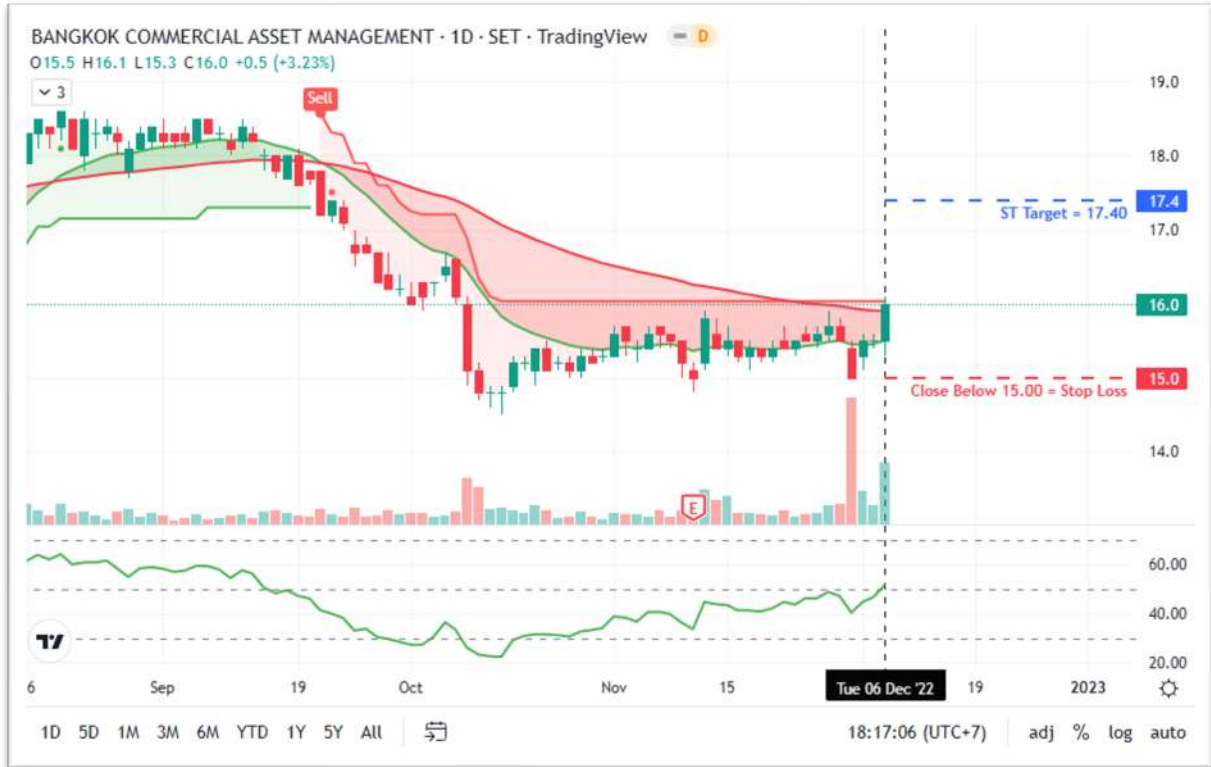 BANGKOK COMMERCIAL ASSET MANAGEMENT · 1D · SET · TradingView
D
O15.5 H16.1 L15.3 C16.0 +0.5 (+3.23%)
3
Sell
19.0
18.0
17.4
ST Target = 17.40
17.0
16.0
15.0
Close Below 15.00 = Stop Loss
14.0
E
60.00
40.00
20.00
6 Sep 19 Oct Nov 15 Tue 06 Dec '22 19 2023
1D 5D 1M 3M 6M YTD 1Y 5Y All 18:17:06 (UTC+7) adj % log auto